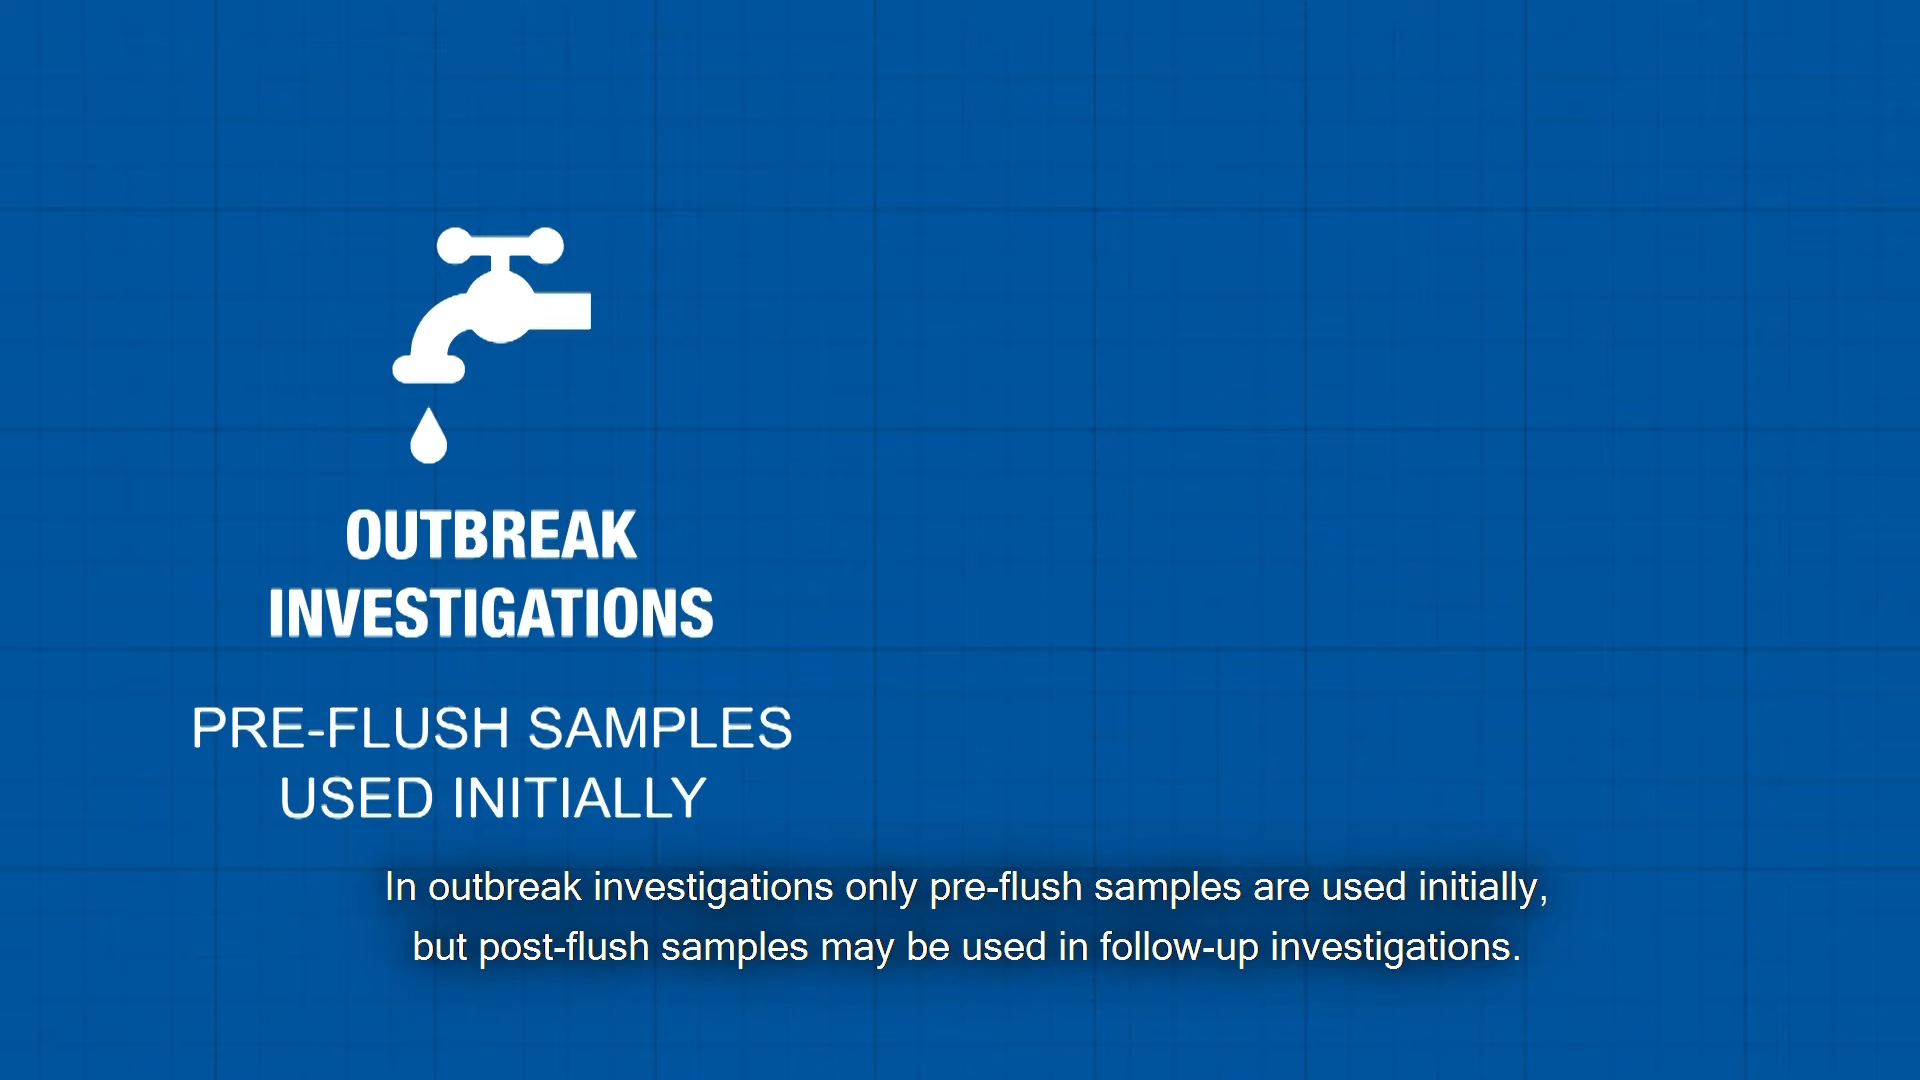 OUTBREAK
INVESTIGATIONS
PRE-FLUSH SAMPLES
USED INITIALLY
In outbreak investigations only pre-flush samples are used initially,
but post-flush samples may be used in follow-up investigations.